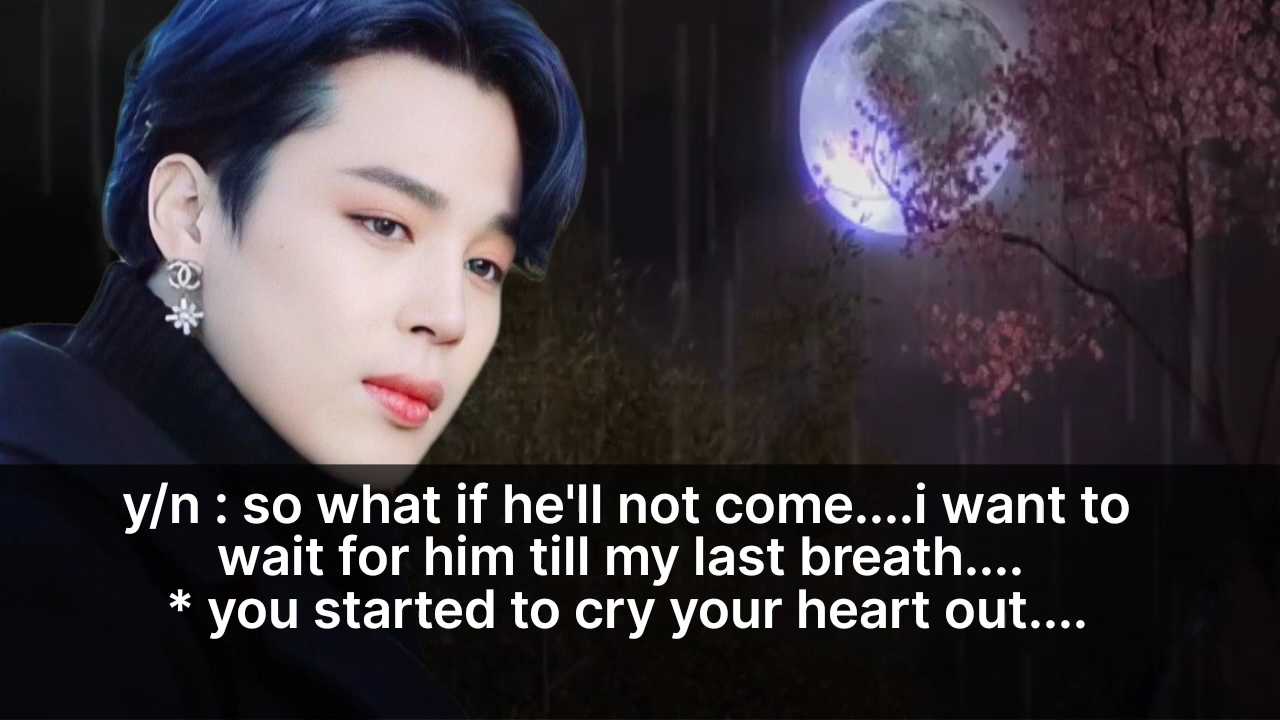 y/n : so what if he'll not come....i want to
wait for him till my last breath....
* you started to cry your heart out....